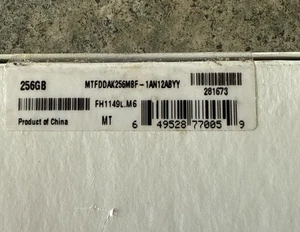 256GB MTFDDAK256MBF-1AN12ABYY
281673
FH1149L.M6
Product of China MT 6 49528 77005 9